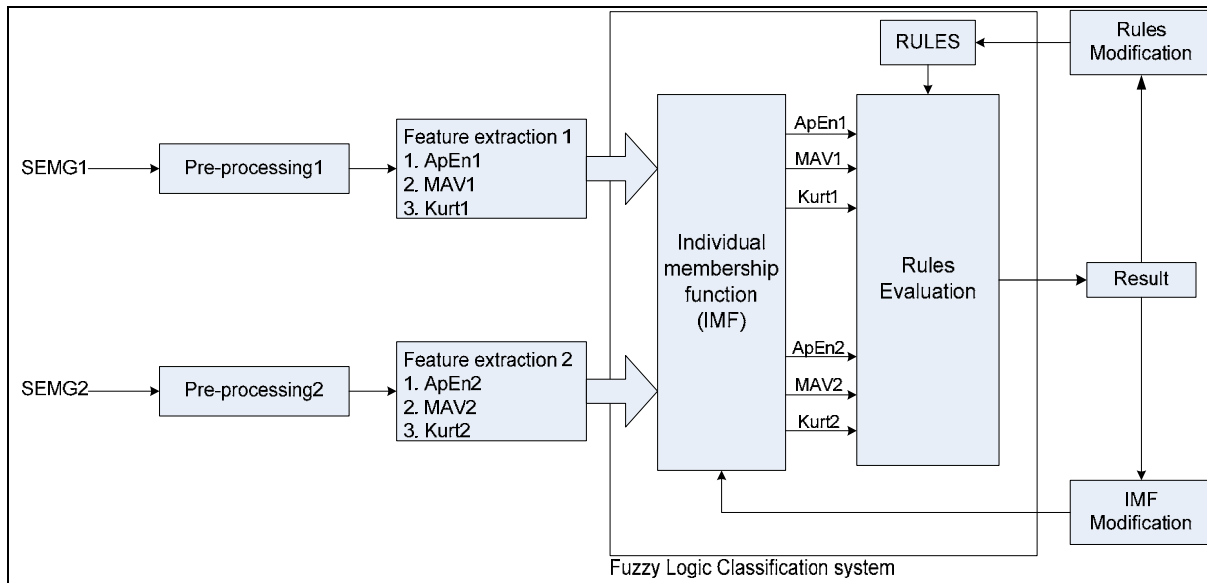 RULES
Rules
Modification
SEMG1
Pre-processing1
Feature extraction 1
1. ApEn1
2. MAV1
3. Kurt1
ApEn1
MAV1
Kurt1
Individual
membership
function
(IMF)
Rules
Evaluation
Result
SEMG2
Pre-processing2
Feature extraction 2
1. ApEn2
2. MAV2
3. Kurt2
ApEn2
MAV2
Kurt2
IMF
Modification
Fuzzy Logic Classification system